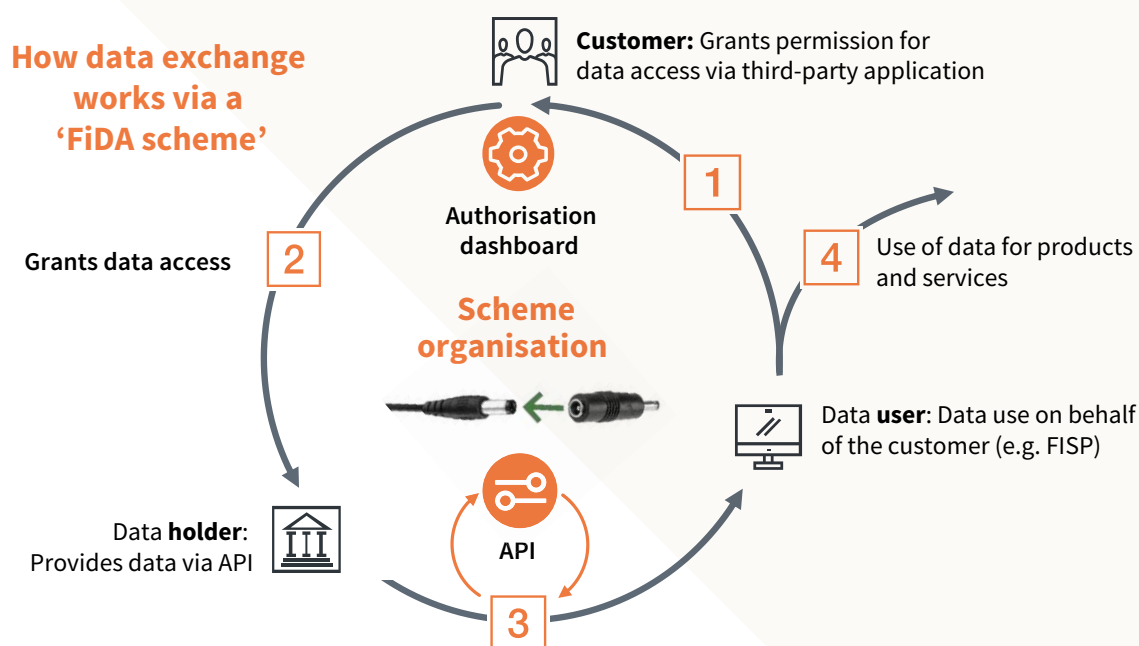 How data exchange
works via a
‘FiDA scheme’
Customer: Grants permission for
data access via third-party application
1
Authorisation
dashboard
4
Use of data for products
and services
Grants data access
2
Scheme
organisation
Data user: Data use on behalf
of the customer (e.g. FISP)
Data holder:
Provides data via API
API
3